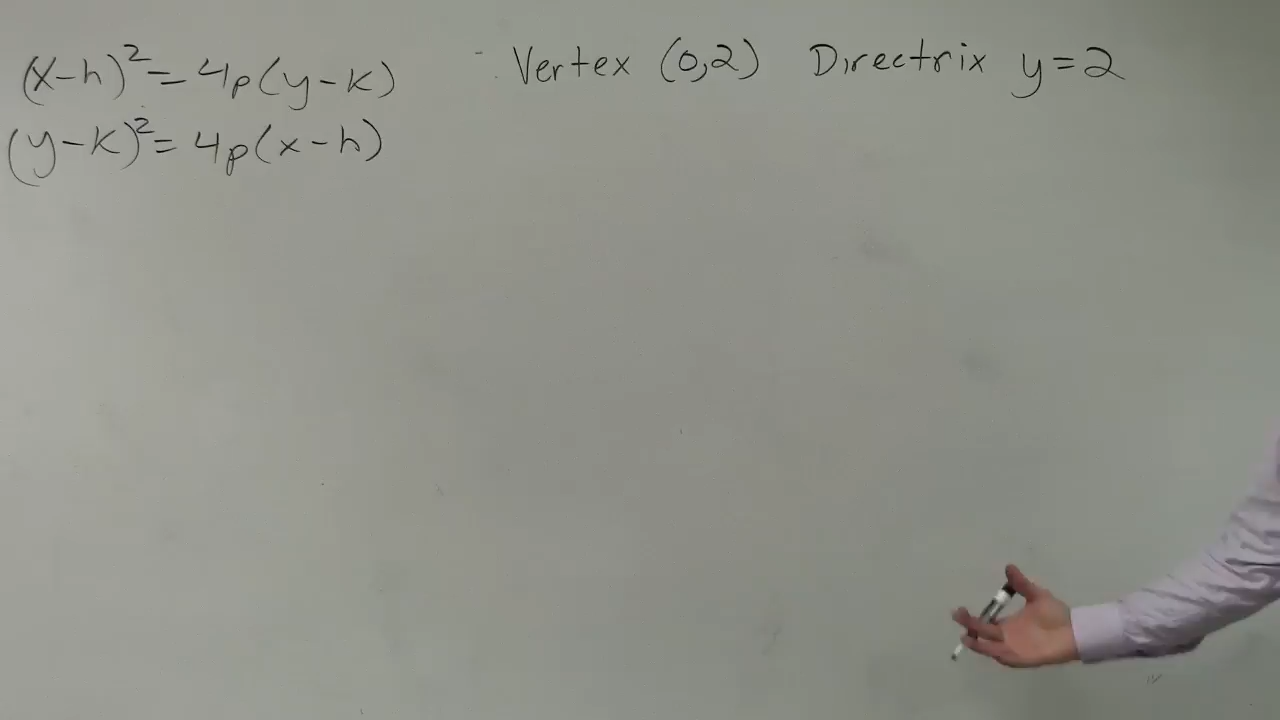 (x-h)²=4p(y-k) Vertex (0,2) Directrix y=2
(y-k)²=4p(x-h)